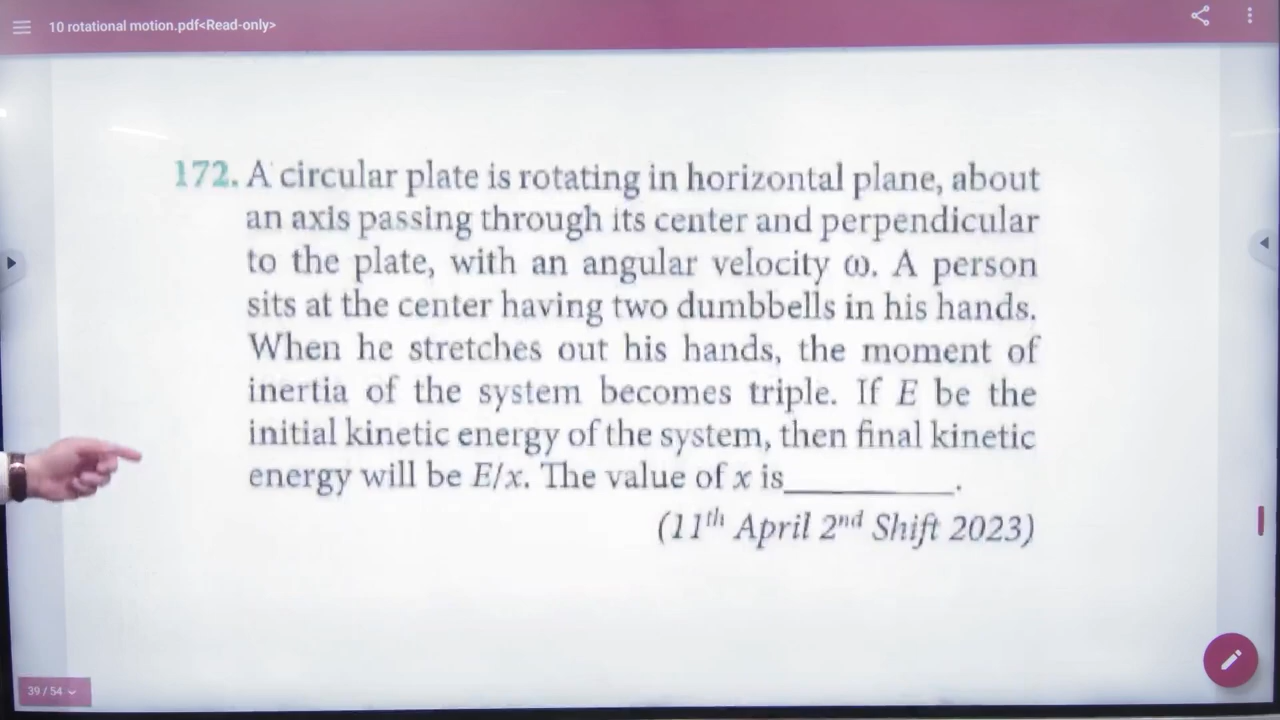 10 rotational motion.pdf<Read-only>
172. A circular plate is rotating in horizontal plane, about
an axis passing through its center and perpendicular
to the plate, with an angular velocity ω. A person
sits at the center having two dumbbells in his hands.
When he stretches out his hands, the moment of
inertia of the system becomes triple. If E be the
initial kinetic energy of the system, then final kinetic
energy will be E/x. The value of x is__________.
(11th April 2nd Shift 2023)
39 / 54